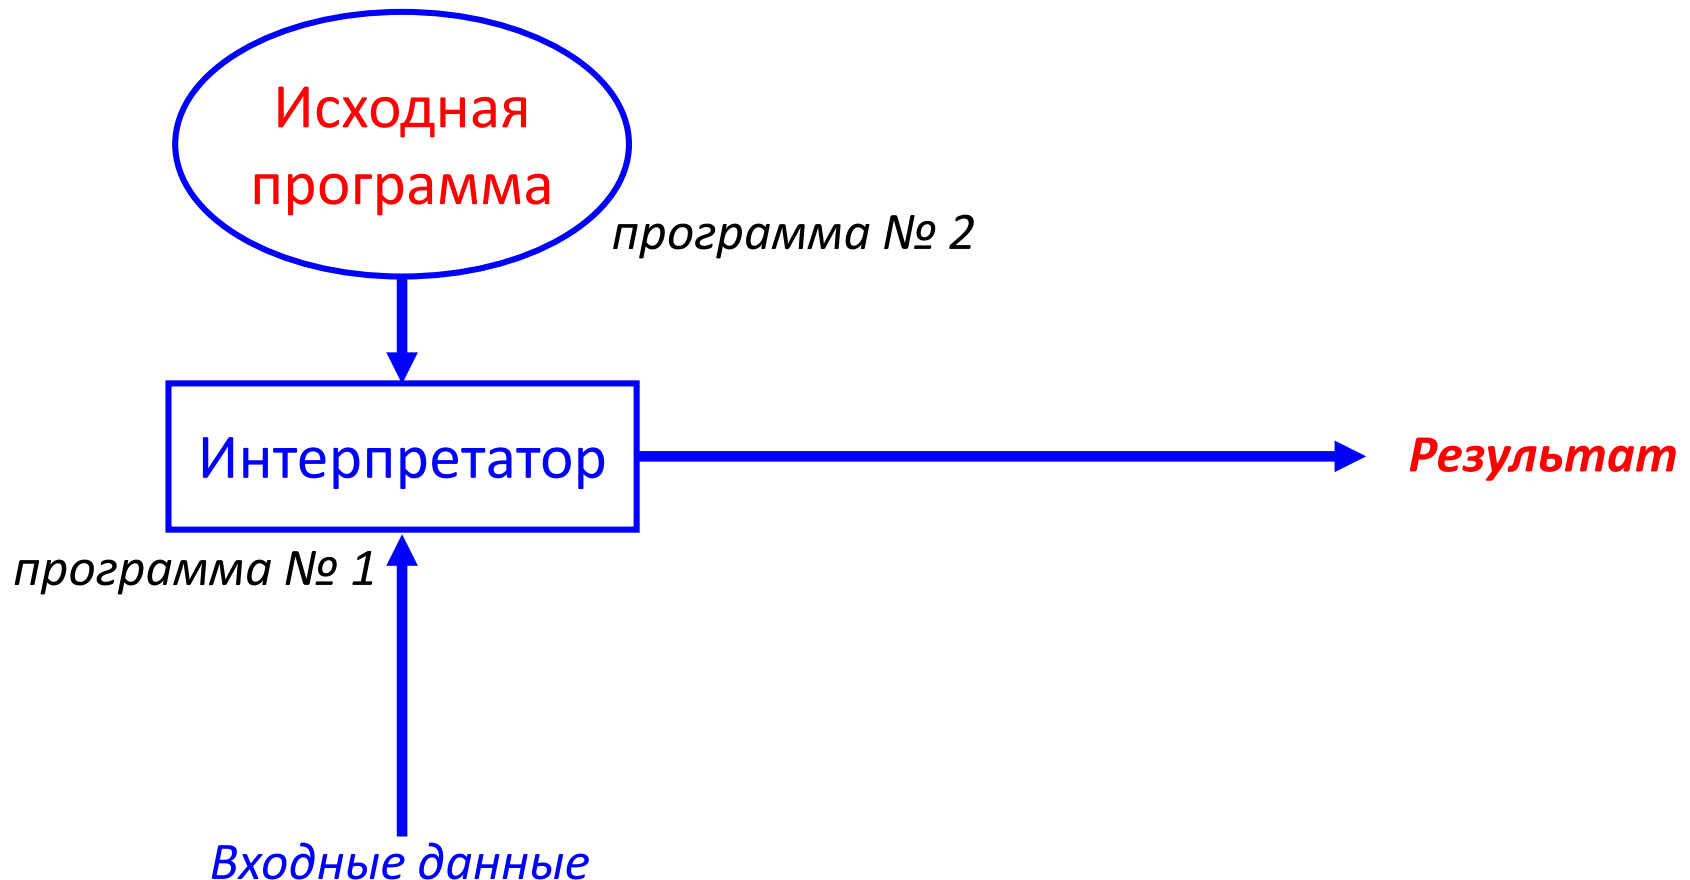 Исходная
программа
программа № 2
Интерпретатор
Результат
программа № 1
Входные данные